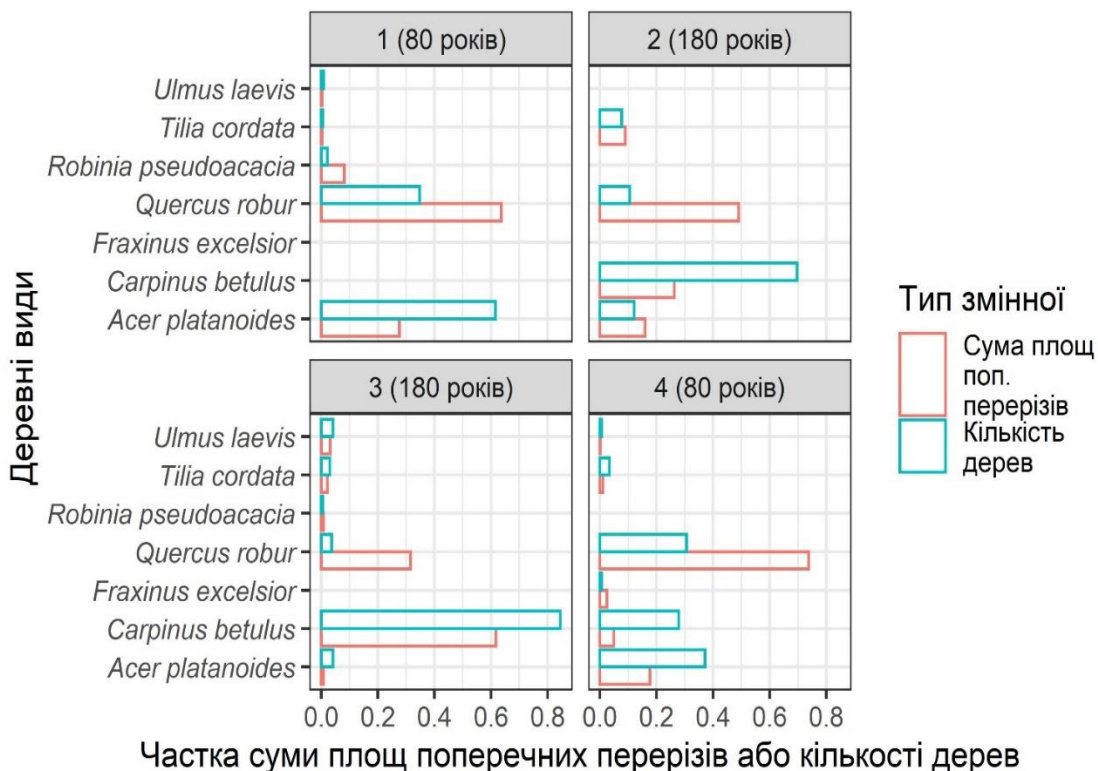 1 (80 років)
2 (180 років)
Ulmus laevis
Tilia cordata
Robinia pseudoacacia
Quercus robur
Fraxinus excelsior
Carpinus betulus
Acer platanoides
Деревні види
3 (180 років)
4 (80 років)
Ulmus laevis
Tilia cordata
Robinia pseudoacacia
Quercus robur
Fraxinus excelsior
Carpinus betulus
Acer platanoides
0.0 0.2 0.4 0.6 0.8
0.0 0.2 0.4 0.6 0.8
Частка суми площ поперечних перерізів або кількості дерев
Тип змінної
Сума площ
поп.
перерізів
Кількість
дерев